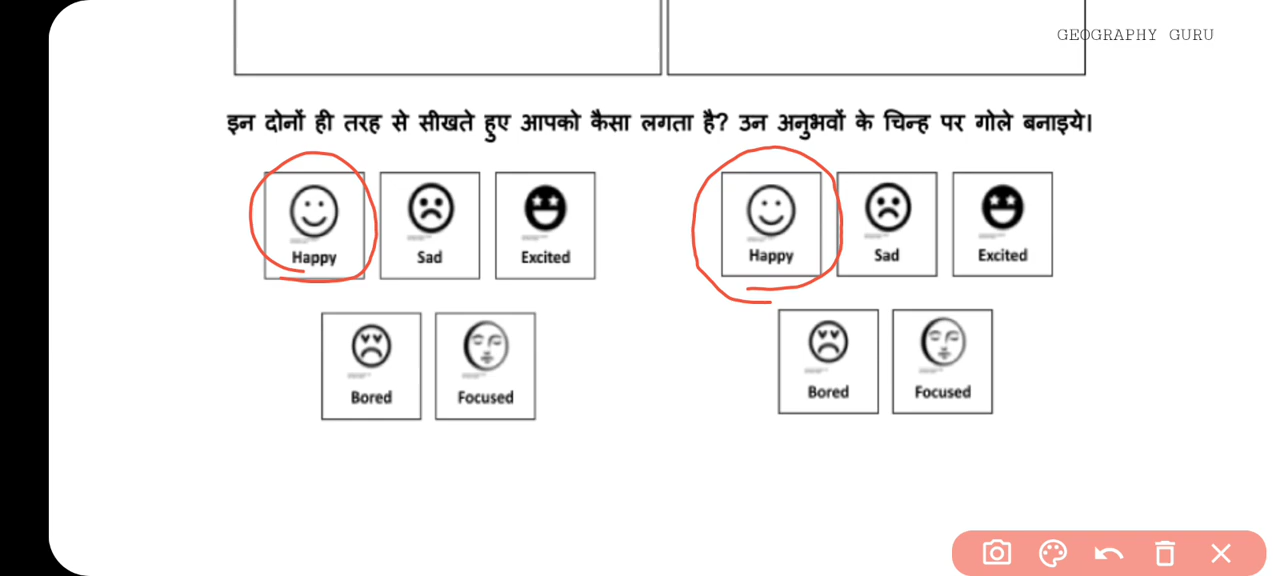 GEOGRAPHY GURU
इन दोनों ही तरह से सीखते हुए आपको कैसा लगता है? उन अनुभवों के चिन्ह पर गोले बनाइये।
Happy Sad Excited Happy Sad Excited
Bored Focused Bored Focused